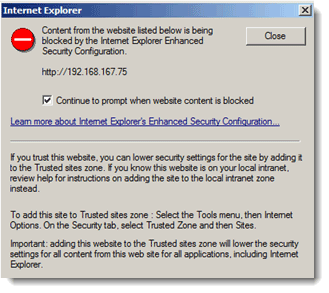 Internet Explorer
Content from the website listed below is being
blocked by the Internet Explorer Enhanced
Security Configuration.
Close
http://192.168.167.75
Continue to prompt when website content is blocked
Learn more about Internet Explorer's Enhanced Security Configuration...
If you trust this website, you can lower security settings for the site by adding it
to the Trusted sites zone. If you know this website is on your local intranet,
review help for instructions on adding the site to the local intranet zone
instead.
To add this site to Trusted sites zone : Select the Tools menu, then Internet
Options. On the Security tab, select Trusted Zone and then Sites.
Important: adding this website to the Trusted sites zone will lower the security
settings for all content from this web site for all applications, including Internet
Explorer.